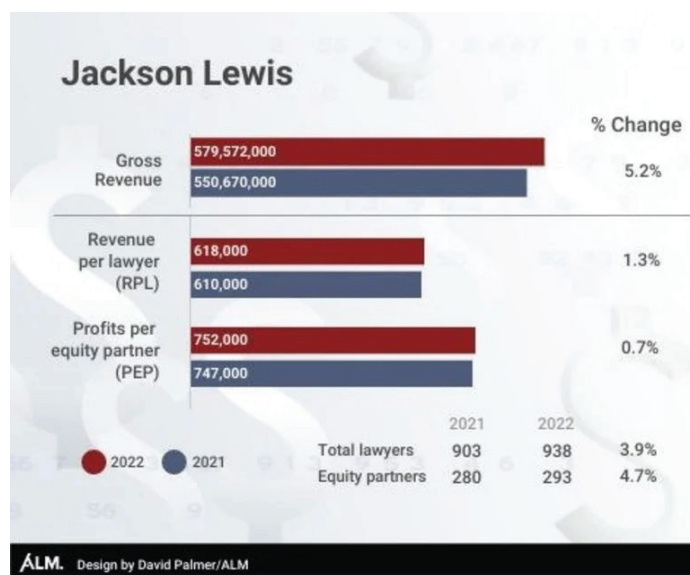 Jackson Lewis
% Change
Gross
Revenue
579,572,000
550,670,000
5.2%
Revenue
per lawyer
(RPL)
618,000
610,000
1.3%
Profits per
equity partner
(PEP)
752,000
747,000
0.7%
2021 2022
Total lawyers 903 938 3.9%
Equity partners 280 293 4.7%
2022 2021
ALM. Design by David Palmer/ALM